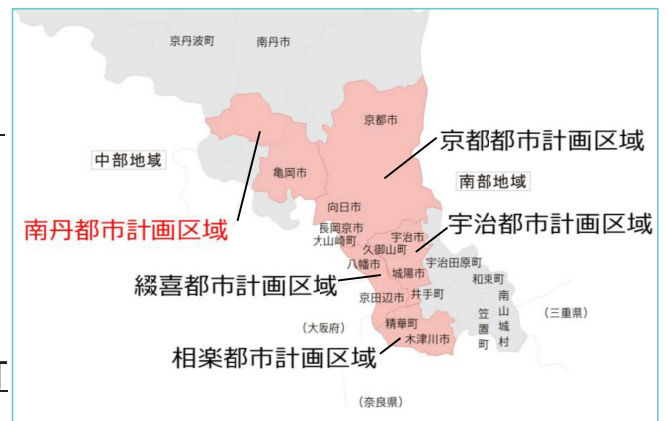 京丹波町
南丹市
京都市
京都都市計画区域
中部地域
亀岡市
南部地域
向日市
長岡京市
大山崎町
宇治市
宇治都市計画区域
南丹都市計画区域
久御山町
八幡市
城陽市
宇治田原町
和束町
綴喜都市計画区域
京田辺市
井手町
南山城村
笠置町
（三重県）
（大阪府）
精華町
木津川市
相楽都市計画区域
（奈良県）